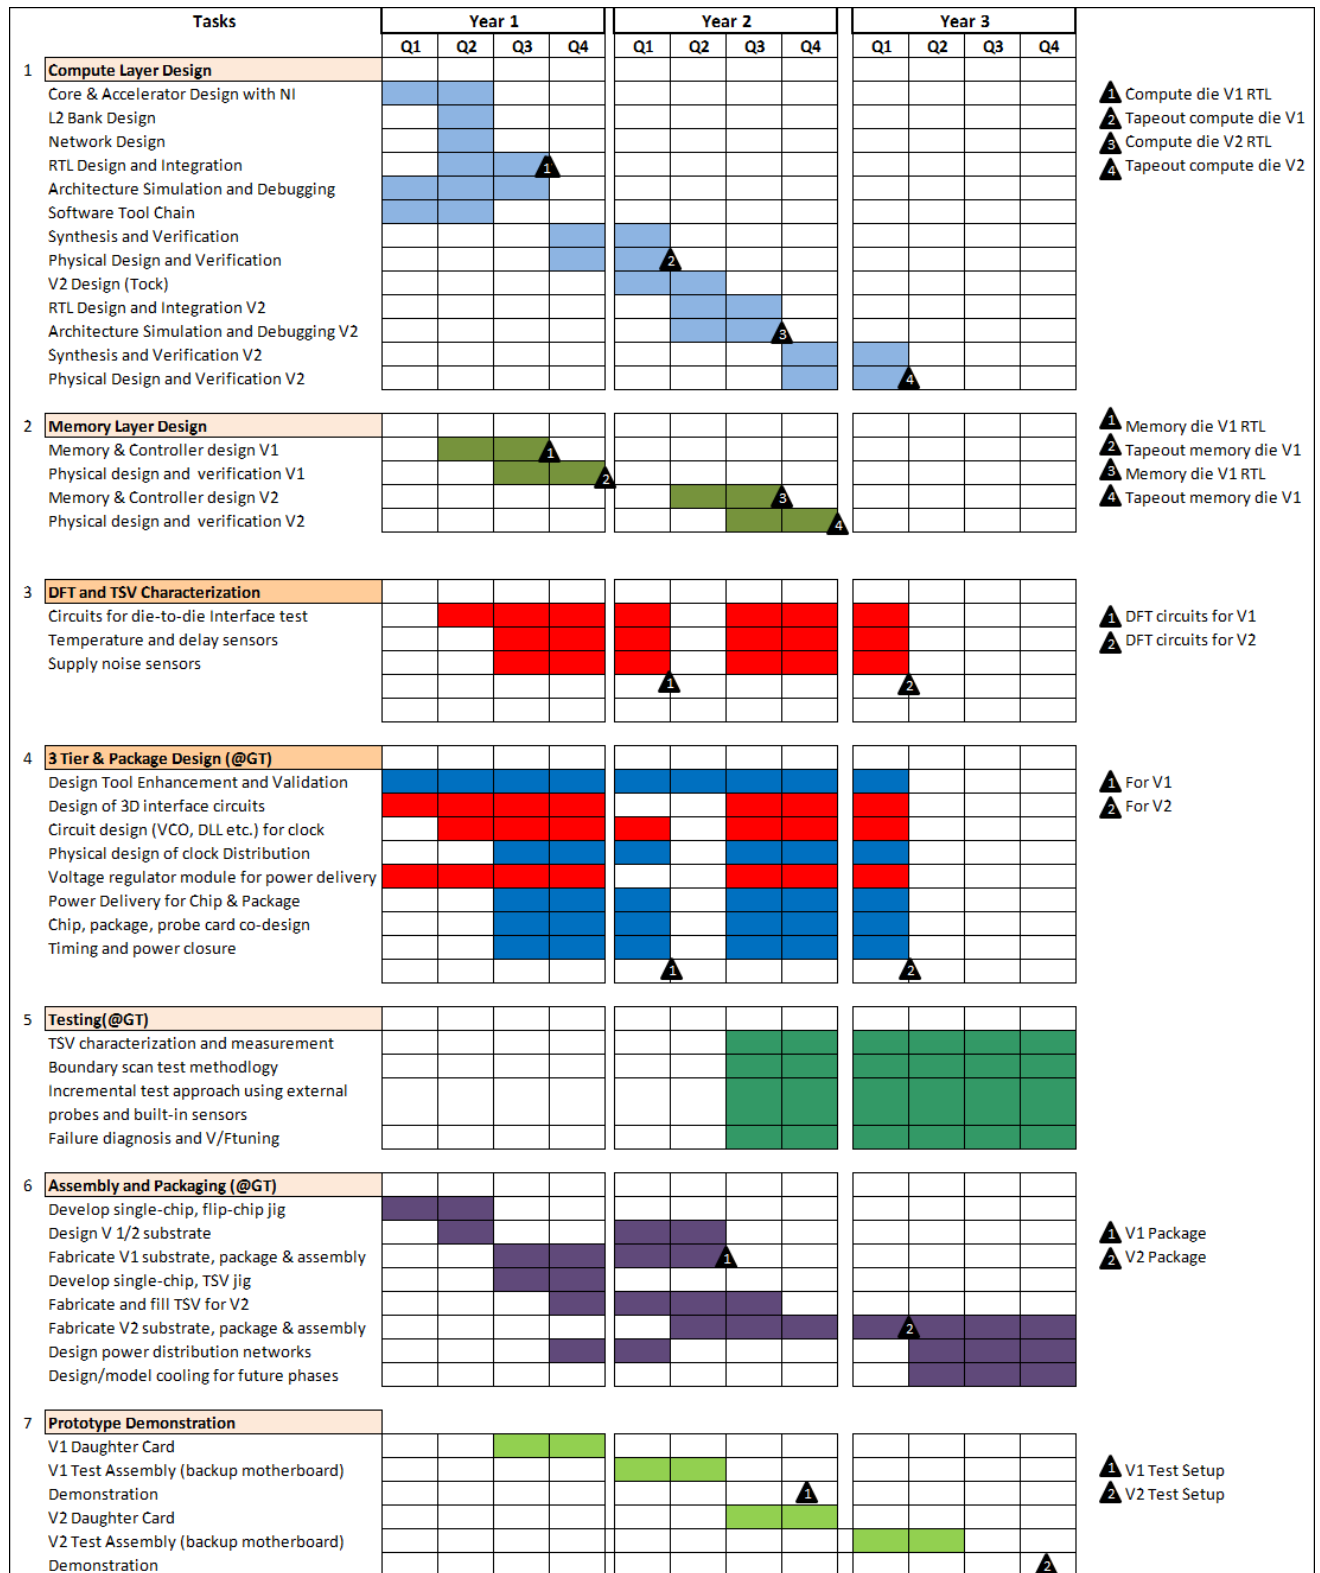 Tasks Year 1 Year 2 Year 3
Q1 Q2 Q3 Q4 Q1 Q2 Q3 Q4 Q1 Q2 Q3 Q4
1 Compute Layer Design
Core & Accelerator Design with NI 1 Compute die V1 RTL
L2 Bank Design 2 Tapeout compute die V1
Network Design 3 Compute die V2 RTL
RTL Design and Integration 1 4 Tapeout compute die V2
Architecture Simulation and Debugging
Software Tool Chain
Synthesis and Verification
Physical Design and Verification 2
V2 Design (Tock)
RTL Design and Integration V2
Architecture Simulation and Debugging V2 3
Synthesis and Verification V2
Physical Design and Verification V2 4
2 Memory Layer Design 1 Memory die V1 RTL
Memory & Controller design V1 1 2 Tapeout memory die V1
Physical design and verification V1 2 3 Memory die V1 RTL
Memory & Controller design V2 3 4 Tapeout memory die V1
Physical design and verification V2 4
3 DFT and TSV Characterization
Circuits for die-to-die Interface test 1 DFT circuits for V1
Temperature and delay sensors 2 DFT circuits for V2
Supply noise sensors
1 2
4 3 Tier & Package Design (@GT)
Design Tool Enhancement and Validation 1 For V1
Design of 3D interface circuits 2 For V2
Circuit design (VCO, DLL etc.) for clock
Physical design of clock Distribution
Voltage regulator module for power delivery
Power Delivery for Chip & Package
Chip, package, probe card co-design
Timing and power closure
1 2
5 Testing(@GT)
TSV characterization and measurement
Boundary scan test methodlogy
Incremental test approach using external
probes and built-in sensors
Failure diagnosis and V/Ftuning
6 Assembly and Packaging (@GT)
Develop single-chip, flip-chip jig
Design V 1/2 substrate 1 V1 Package
Fabricate V1 substrate, package & assembly 1 2 V2 Package
Develop single-chip, TSV jig
Fabricate and fill TSV for V2
Fabricate V2 substrate, package & assembly 2
Design power distribution networks
Design/model cooling for future phases
7 Prototype Demonstration
V1 Daughter Card
V1 Test Assembly (backup motherboard) 1 V1 Test Setup
Demonstration 1 2 V2 Test Setup
V2 Daughter Card
V2 Test Assembly (backup motherboard)
Demonstration 2